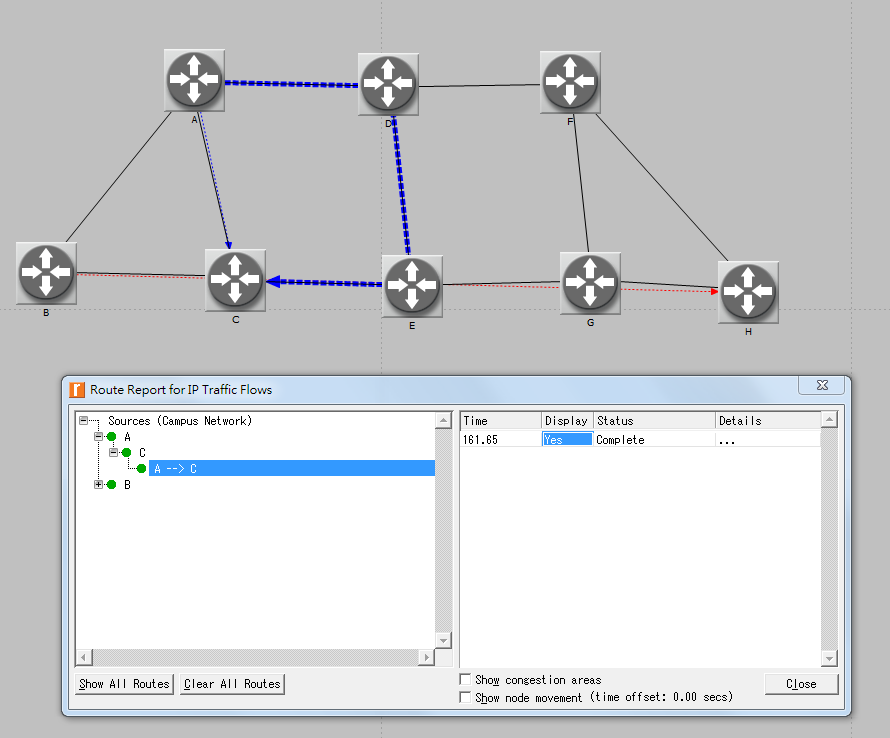 A
D
F
B
C
E
G
H
Route Report for IP Traffic Flows
Sources (Campus Network)
A
C
A --> C
B
Time Display Status Details
161.65 Yes Complete ...
Show All Routes Clear All Routes
Show congestion areas
Show node movement (time offset: 0.00 secs)
Close